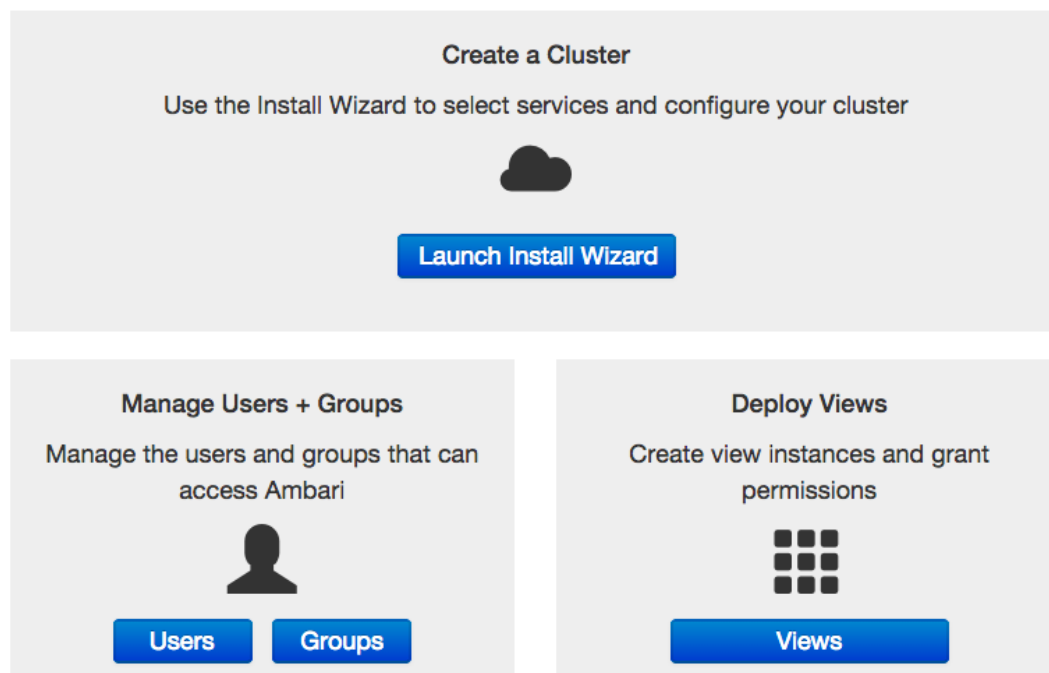 Create a Cluster
Use the Install Wizard to select services and configure your cluster
Launch Install Wizard
Manage Users + Groups
Manage the users and groups that can
access Ambari
Users
Groups
Deploy Views
Create view instances and grant
permissions
Views